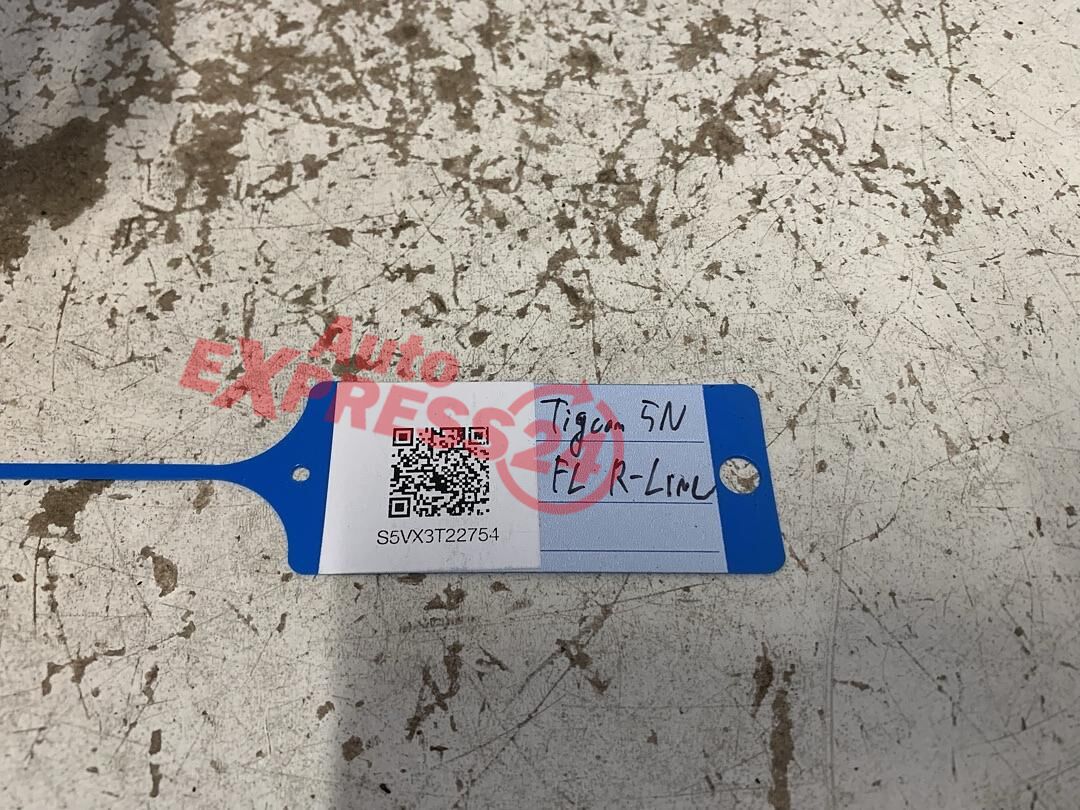 Auto
EXPRESS24
Tiguan 5N
FL R-Line
S5VX3T22754